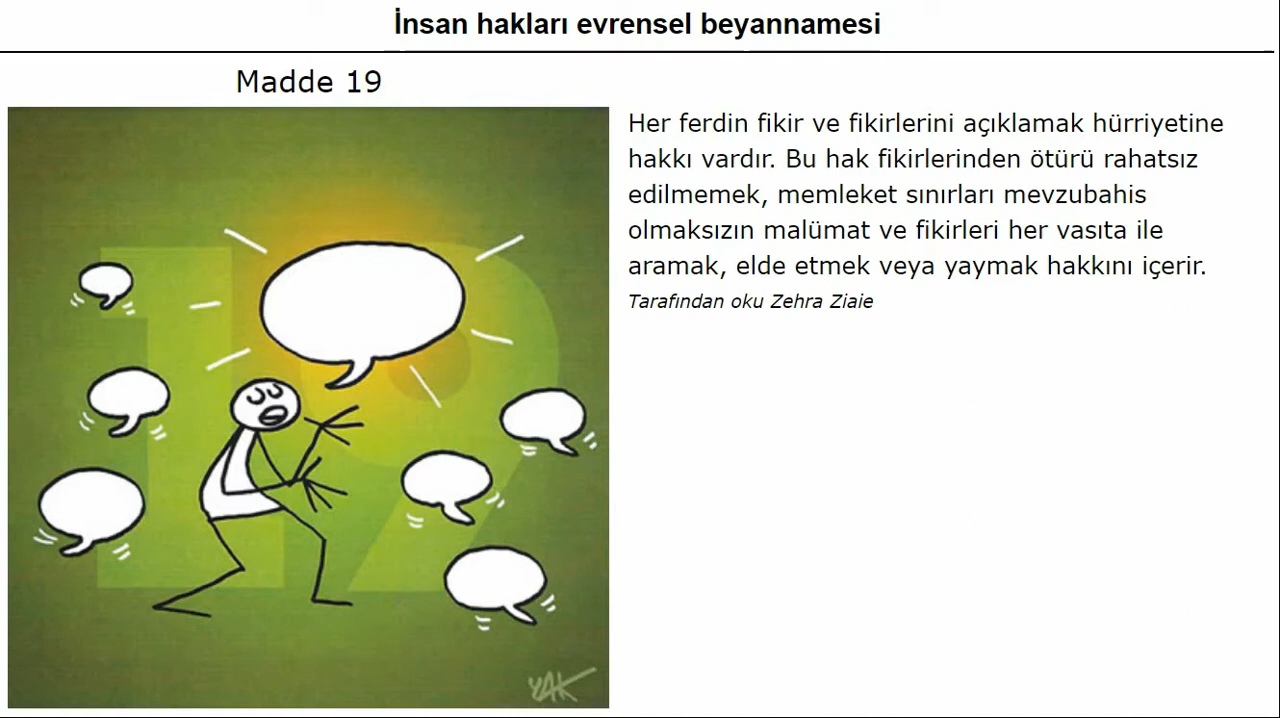 İnsan hakları evrensel beyannamesi
Madde 19
Her ferdin fikir ve fikirlerini açıklamak hürriyetine
hakkı vardır. Bu hak fikirlerinden ötürü rahatsız
edilmemek, memleket sınırları mevzubahis
olmaksızın malümat ve fikirleri her vasıta ile
aramak, elde etmek veya yaymak hakkını içerir.
Tarafından oku Zehra Ziaie
19
YAK